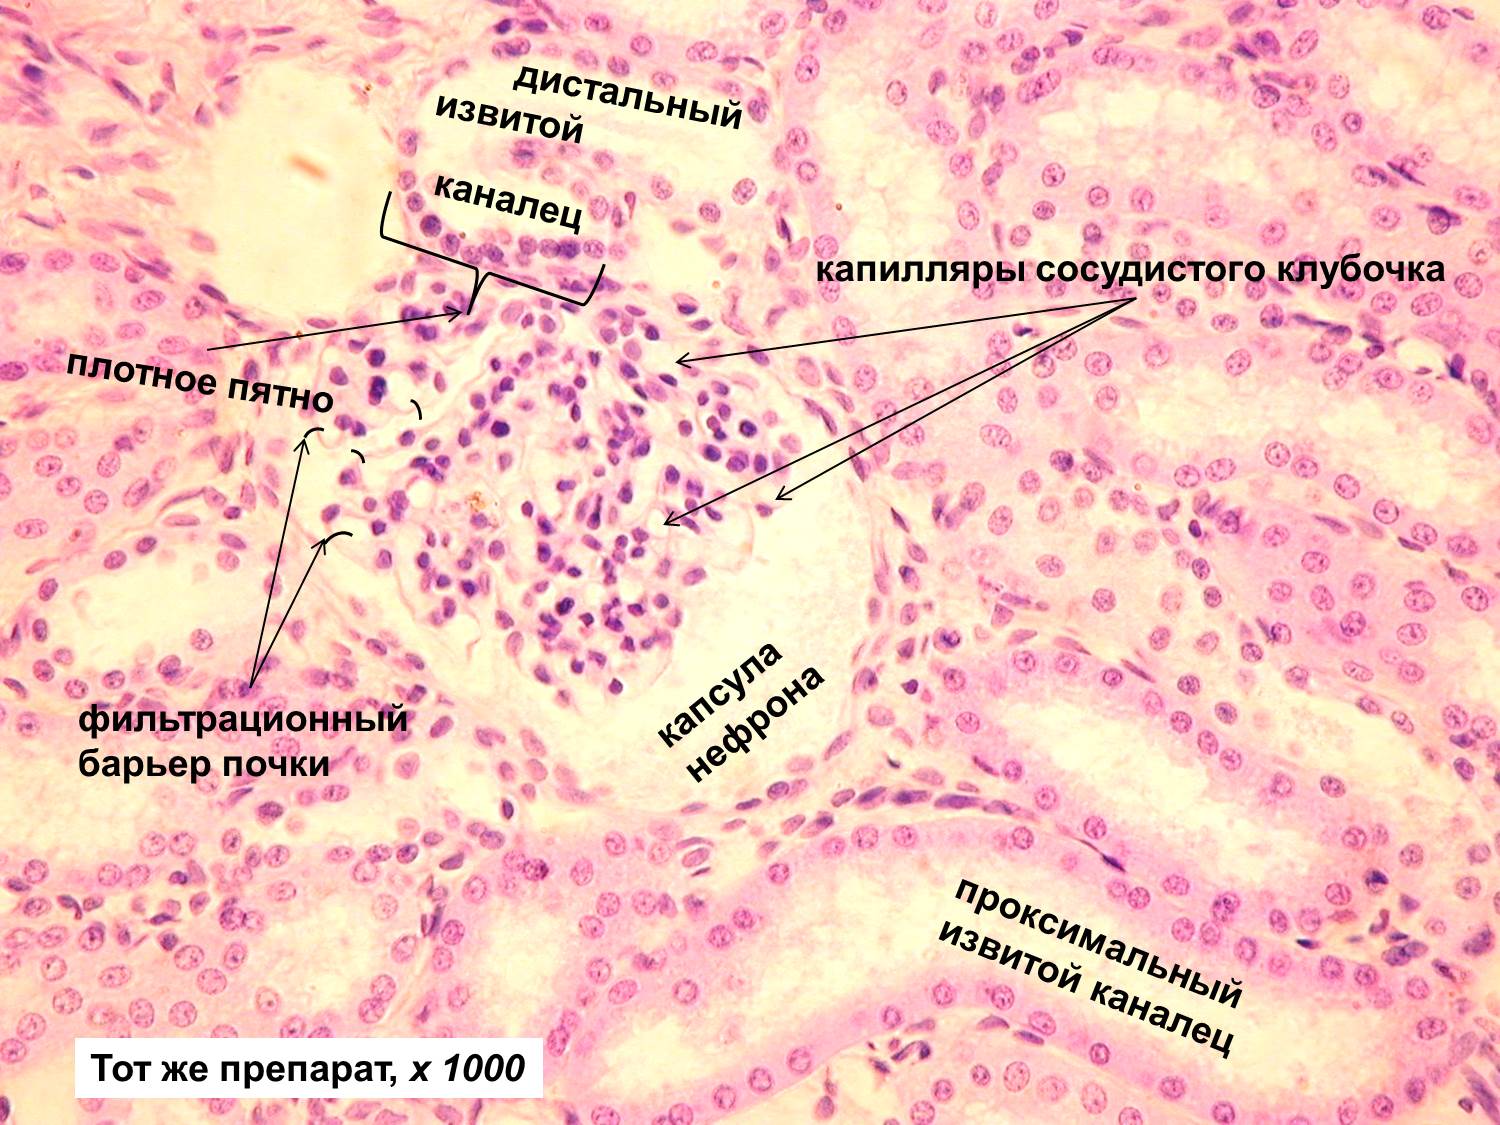 дистальный
извитой
каналец
капилляры сосудистого клубочка
плотное пятно
капсула
нефрона
фильтрационный
барьер почки
проксимальный
извитой каналец
Тот же препарат, х 1000